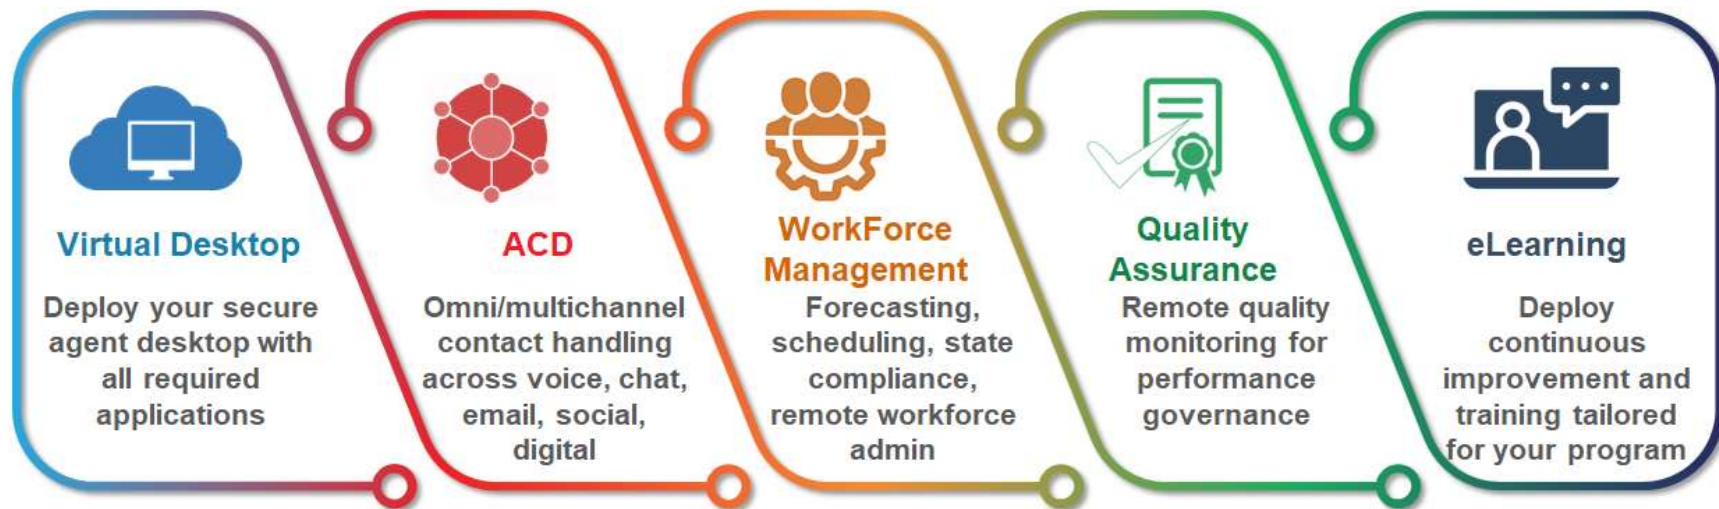 Virtual Desktop
Deploy your secure
agent desktop with
all required
applications
ACD
Omni/multichannel
contact handling
across voice, chat,
email, social,
digital
WorkForce
Management
Forecasting,
scheduling, state
compliance,
remote workforce
admin
Quality
Assurance
Remote quality
monitoring for
performance
governance
eLearning
Deploy
continuous
improvement and
training tailored
for your program